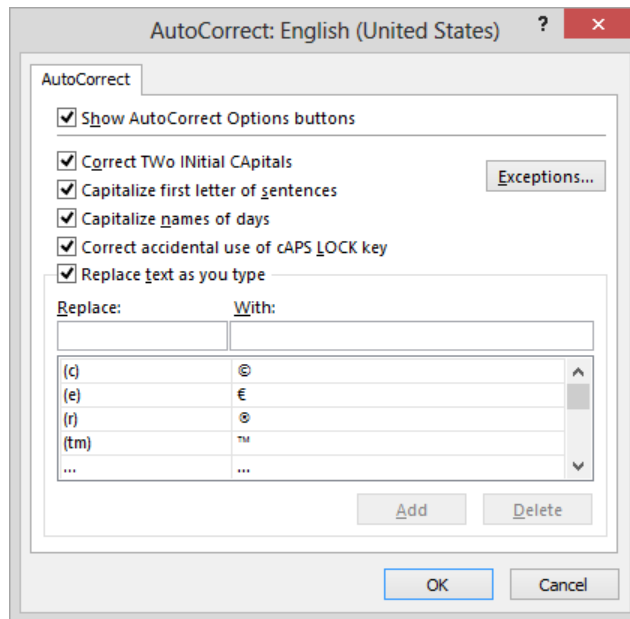 AutoCorrect: English (United States) ?
AutoCorrect
Show AutoCorrect Options buttons
Correct TWo INitial CApitals
Exceptions...
Capitalize first letter of sentences
Capitalize names of days
Correct accidental use of cAPS LOCK key
Replace text as you type
Replace: With:
(c) ©
(e) €
(r) ®
(tm) ™
... ...
Add Delete
OK Cancel